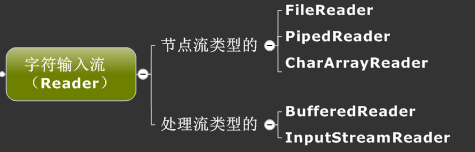 字符输入流
（Reader）
节点流类型的
FileReader
PipedReader
CharArrayReader
处理流类型的
BufferedReader
InputStreamReader